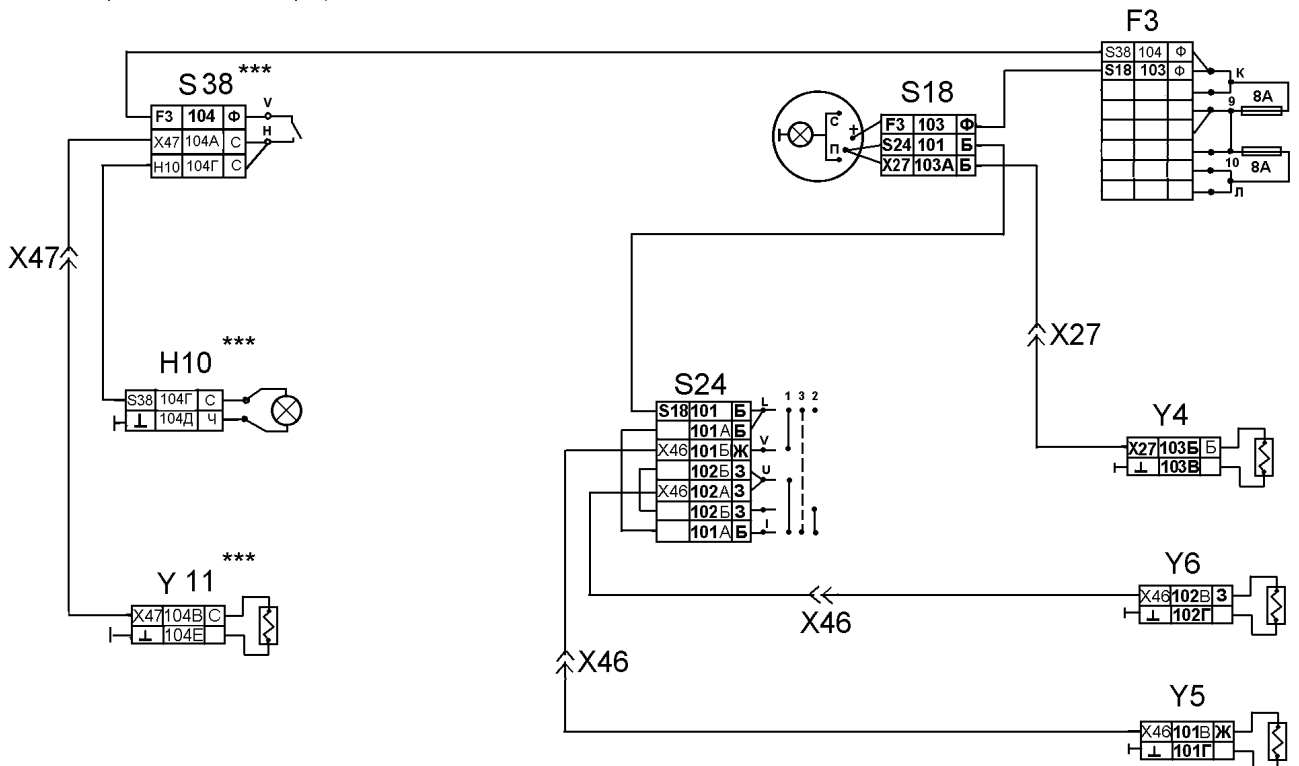 F3
S38 104 Ф
S18 103 Ф
К
9
8А
10
8А
Л
S 38 ***
F3 104 Ф V
X47 104А С Н
H10 104Г С
S18
С
+
П
F3 103 Ф
S24 101 Б
X27 103А Б
X47
X27
H10 ***
S38 104Г С
⊥ 104Д Ч
S24
1 3 2
S18 101 Б L
101А Б
X46 101Б Ж V
102Б З U
X46 102А З
102Б З
101А Б I
Y4
X27 103Б Б
⊥ 103В
Y 11 ***
X47 104В С
⊥ 104Е
Y6
X46 102В З
⊥ 102Г
X46
X46
Y5
X46 101В Ж
⊥ 101Г